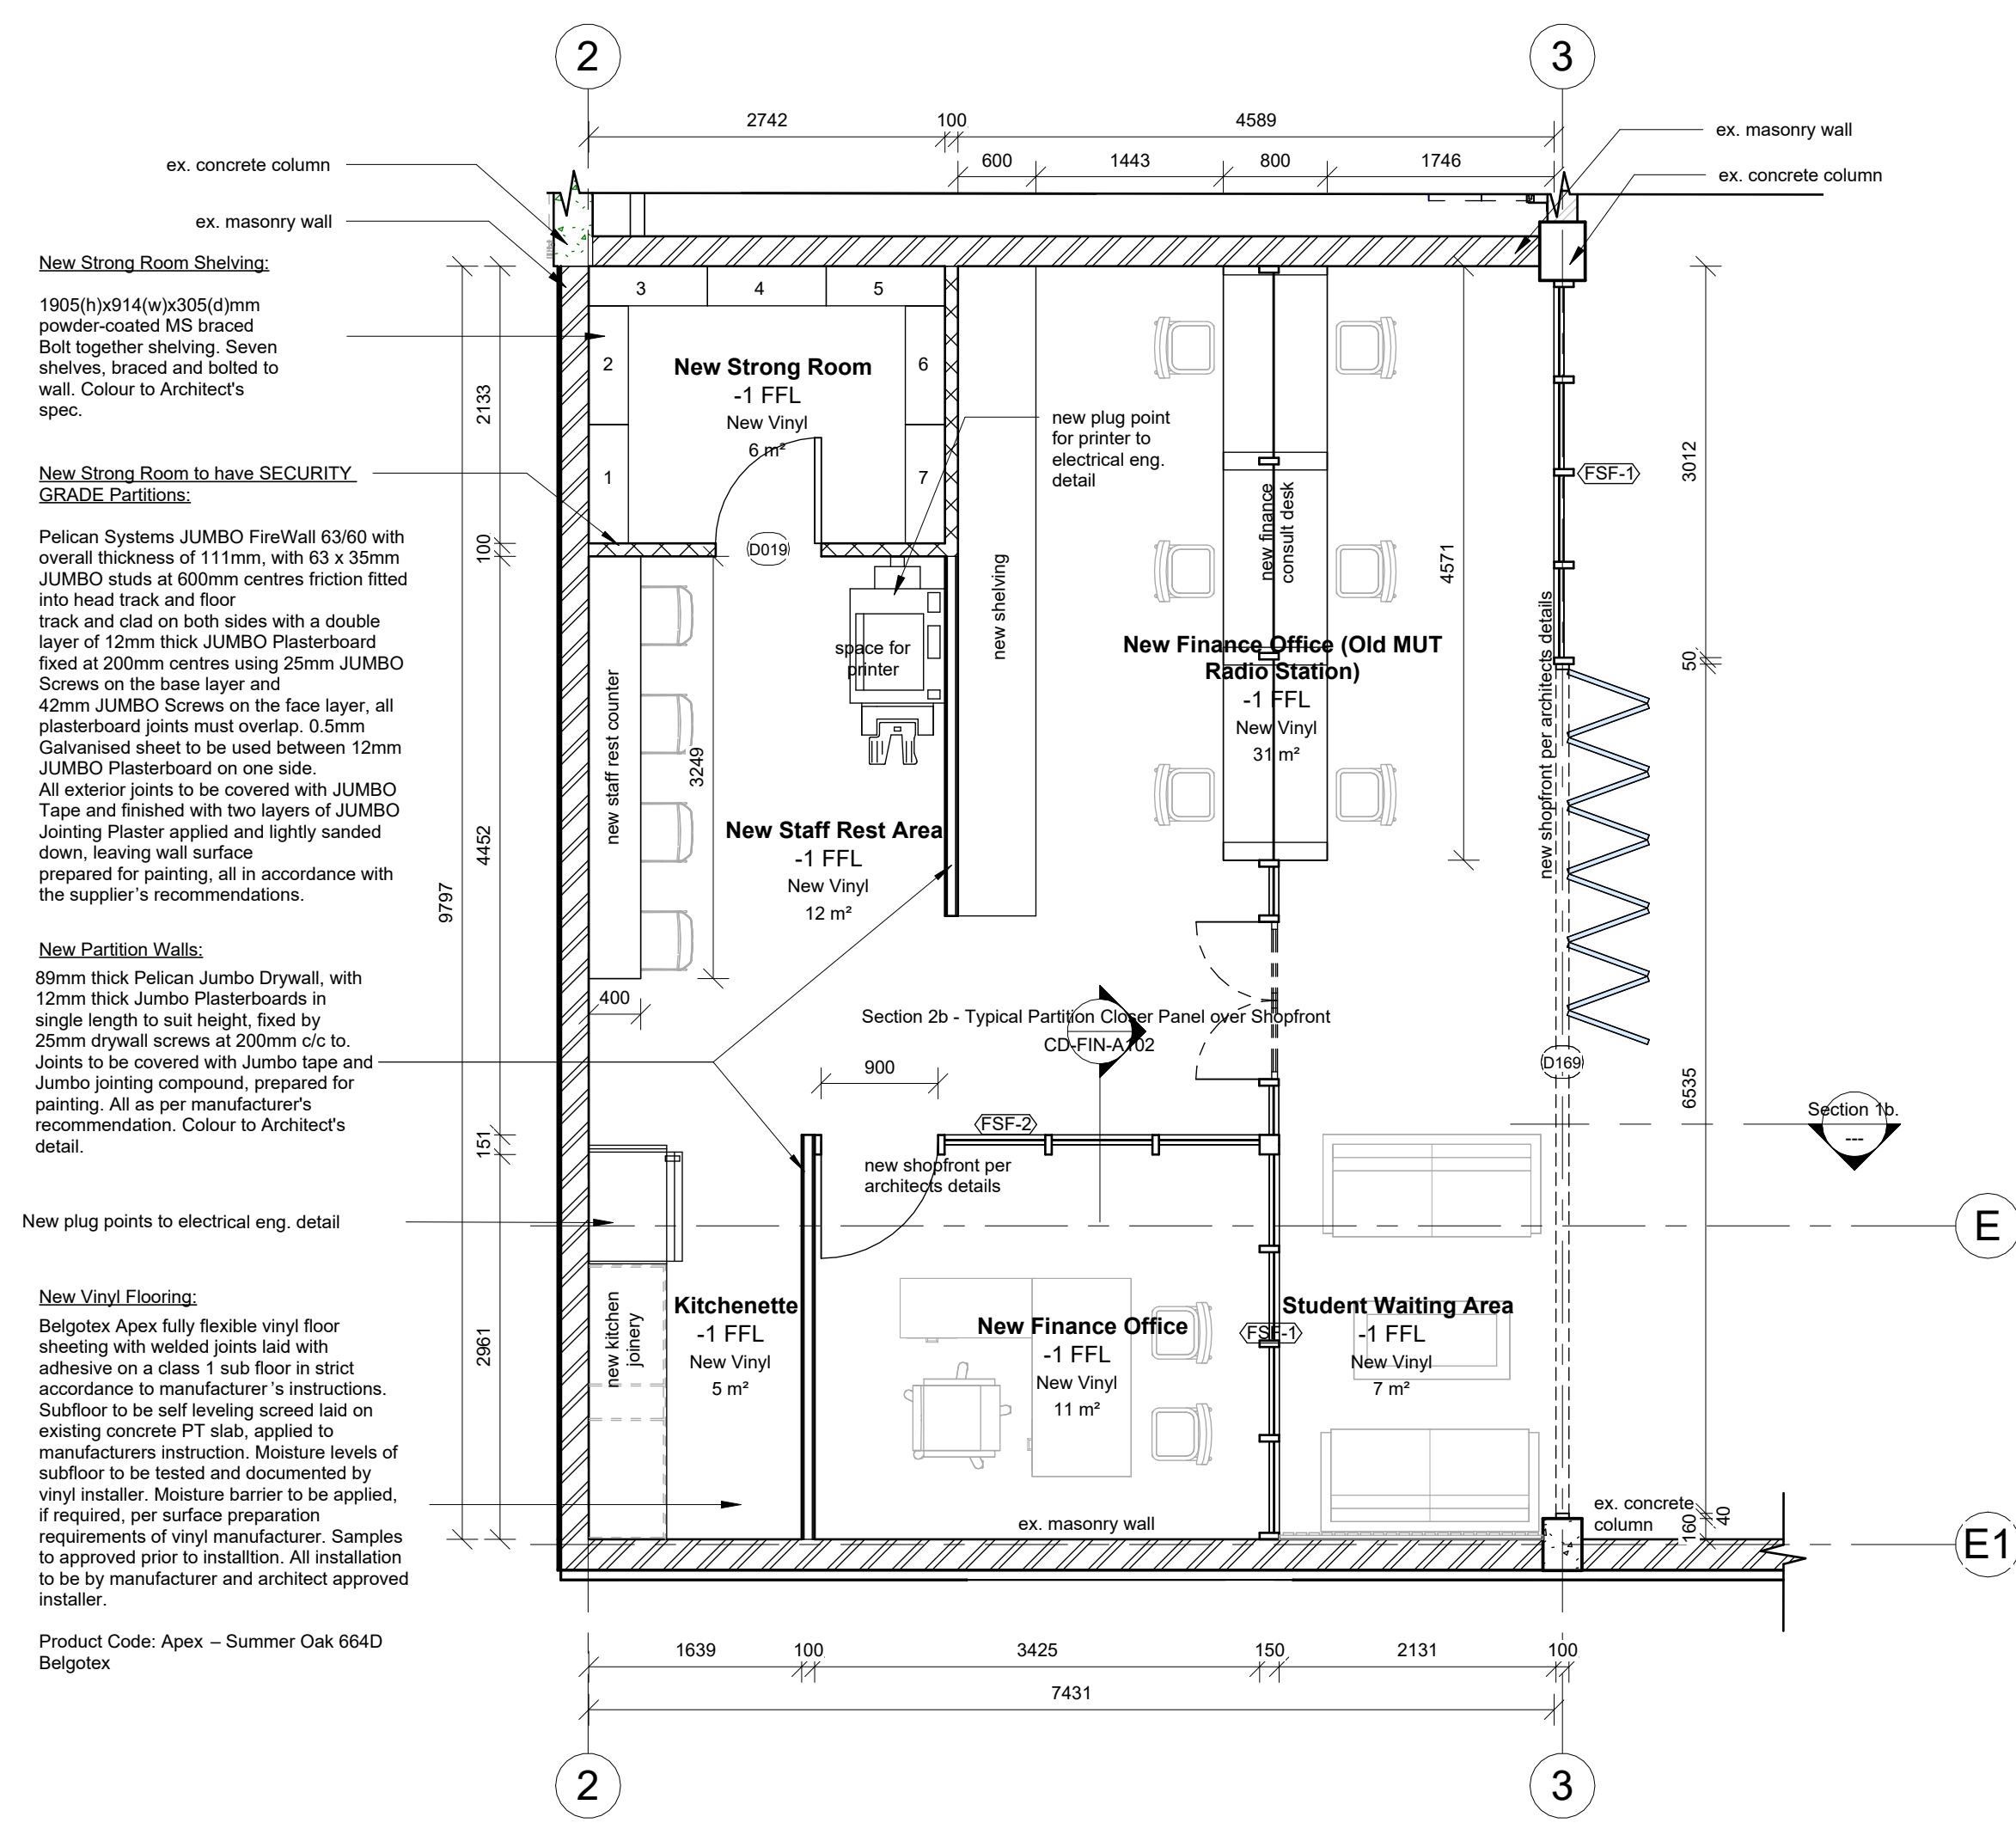 2
3
2742
100
4589
600
1443
800
1746
ex. masonry wall
ex. concrete column
ex. concrete column
ex. masonry wall
New Strong Room Shelving:
1905(h)x914(w)x305(d)mm
powder-coated MS braced
Bolt together shelving. Seven
shelves, braced and bolted to
wall. Colour to Architect's
spec.
New Strong Room to have SECURITY
GRADE Partitions:
Pelican Systems JUMBO FireWall 63/60 with
overall thickness of 111mm, with 63 x 35mm
JUMBO studs at 600mm centres friction fitted
into head track and floor
track and clad on both sides with a double
layer of 12mm thick JUMBO Plasterboard
fixed at 200mm centres using 25mm JUMBO
Screws on the base layer and
42mm JUMBO Screws on the face layer, all
plasterboard joints must overlap. 0.5mm
Galvanised sheet to be used between 12mm
JUMBO Plasterboard on one side.
All exterior joints to be covered with JUMBO
Tape and finished with two layers of JUMBO
Jointing Plaster applied and lightly sanded
down, leaving wall surface
prepared for painting, all in accordance with
the supplier's recommendations.
New Partition Walls:
89mm thick Pelican Jumbo Drywall, with
12mm thick Jumbo Plasterboards in
single length to suit height, fixed by
25mm drywall screws at 200mm c/c to.
Joints to be covered with Jumbo tape and
Jumbo jointing compound, prepared for
painting. All as per manufacturer's
recommendation. Colour to Architect's
detail.
New plug points to electrical eng. detail
New Vinyl Flooring:
Belgotex Apex fully flexible vinyl floor
sheeting with welded joints laid with
adhesive on a class 1 sub floor in strict
accordance to manufacturer's instructions.
Subfloor to be self leveling screed laid on
existing concrete PT slab, applied to
manufacturers instruction. Moisture levels of
subfloor to be tested and documented by
vinyl installer. Moisture barrier to be applied,
if required, per surface preparation
requirements of vinyl manufacturer. Samples
to approved prior to installtion. All installation
to be by manufacturer and architect approved
installer.
Product Code: Apex – Summer Oak 664D
Belgotex
9797
2133
100
4452
151
2961
3
4
5
2
6
1
7
New Strong Room
-1 FFL
New Vinyl
6 m²
D019
new plug point
for printer to
electrical eng.
detail
space for
printer
new staff rest counter
3249
400
New Staff Rest Area
-1 FFL
New Vinyl
12 m²
new shelving
new finance
consult desk
New Finance Office (Old MUT
Radio Station)
-1 FFL
New Vinyl
31 m²
4571
new shopfront per architects details
FSF-1
3012
50
6535
D169
Section 2b - Typical Partition Closer Panel over Shopfront
CD-FIN-A102
900
FSF-2
new shopfront per
architects details
Section 1b.
---
E
new kitchen
joinery
Kitchenette
-1 FFL
New Vinyl
5 m²
New Finance Office
-1 FFL
New Vinyl
11 m²
FSF-1
Student Waiting Area
-1 FFL
New Vinyl
7 m²
ex. masonry wall
ex. concrete
column
160
40
E1
1639
100
3425
150
2131
100
7431
2
3